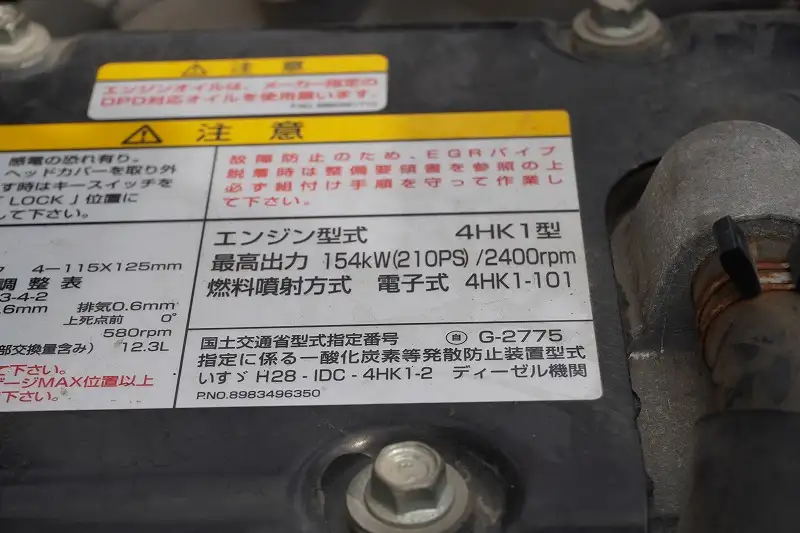 注意
エンジンオイルは、メーカー指定の
DPD対応オイルを使用願います。
注意
感電の恐れ有り。
ヘッドカバーを取り外
す時はキースイッチを
LOCK」位置に
して下さい。
故障防止のため、EGRパイプ
脱着時は整備要領書を参照の上
必ず組付け手順を守って作業し
て下さい。
4-115X125mm
調整表
3-4-2
.6mm 排気0.6mm
上死点前 0°
580rpm
部交換量含み) 12.3L
て下さい。
ージMAX位置以上
下さい。
エンジン型式 4HK1型
最高出力 154kW(210PS)/2400rpm
燃料噴射方式 電子式 4HK1-101
国土交通省型式指定番号 自 G-2775
指定に係る一酸化炭素等発散防止装置型式
いすゞ H28-IDC-4HK1-2 ディーゼル機関
P.NO.8983496350